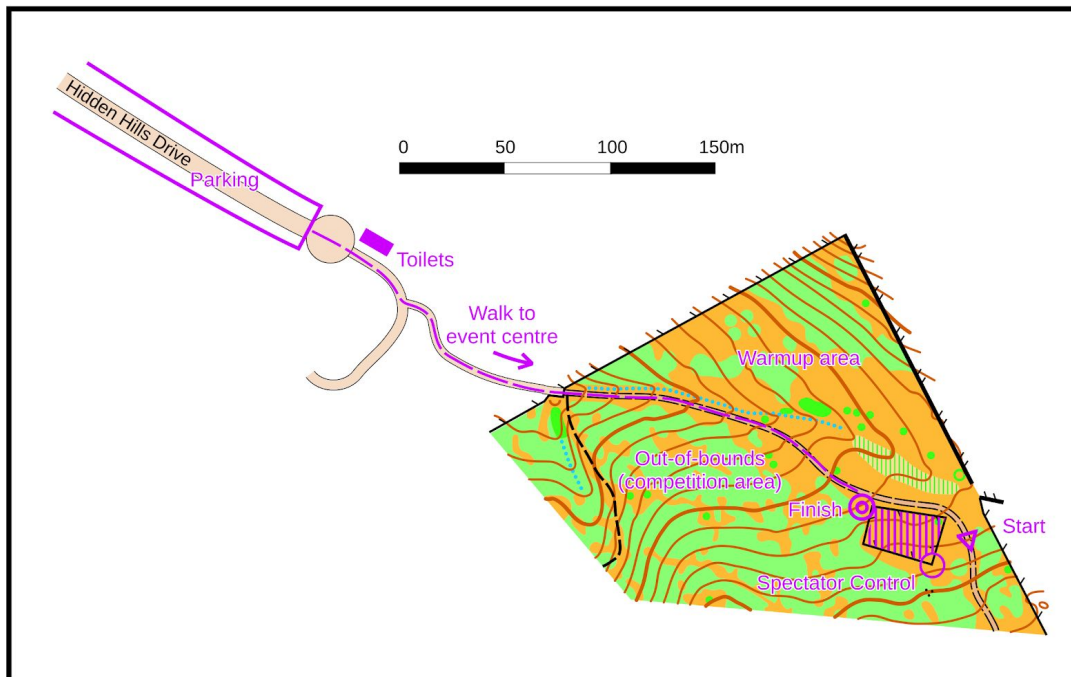 Hidden Hills Drive
Parking
0 50 100 150m
Toilets
Walk to
event centre
Warmup area
Out-of-bounds
(competition area)
Finish
Start
Spectator Control